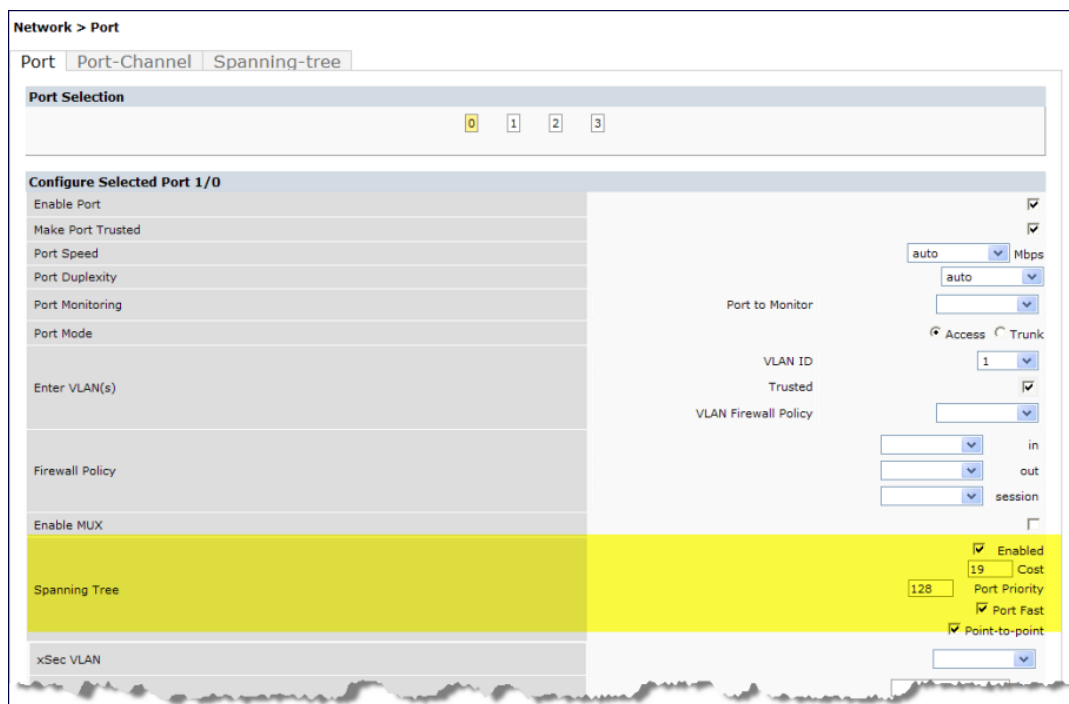 Network > Port
Port Port-Channel Spanning-tree
Port Selection
0 1 2 3
Configure Selected Port 1/0
Enable Port
Make Port Trusted
Port Speed auto Mbps
Port Duplexity auto
Port Monitoring Port to Monitor
Port Mode Access Trunk
VLAN ID 1
Enter VLAN(s) Trusted
VLAN Firewall Policy
in
Firewall Policy out
session
Enable MUX
Enabled
19 Cost
Spanning Tree 128 Port Priority
Port Fast
Point-to-point
xSec VLAN